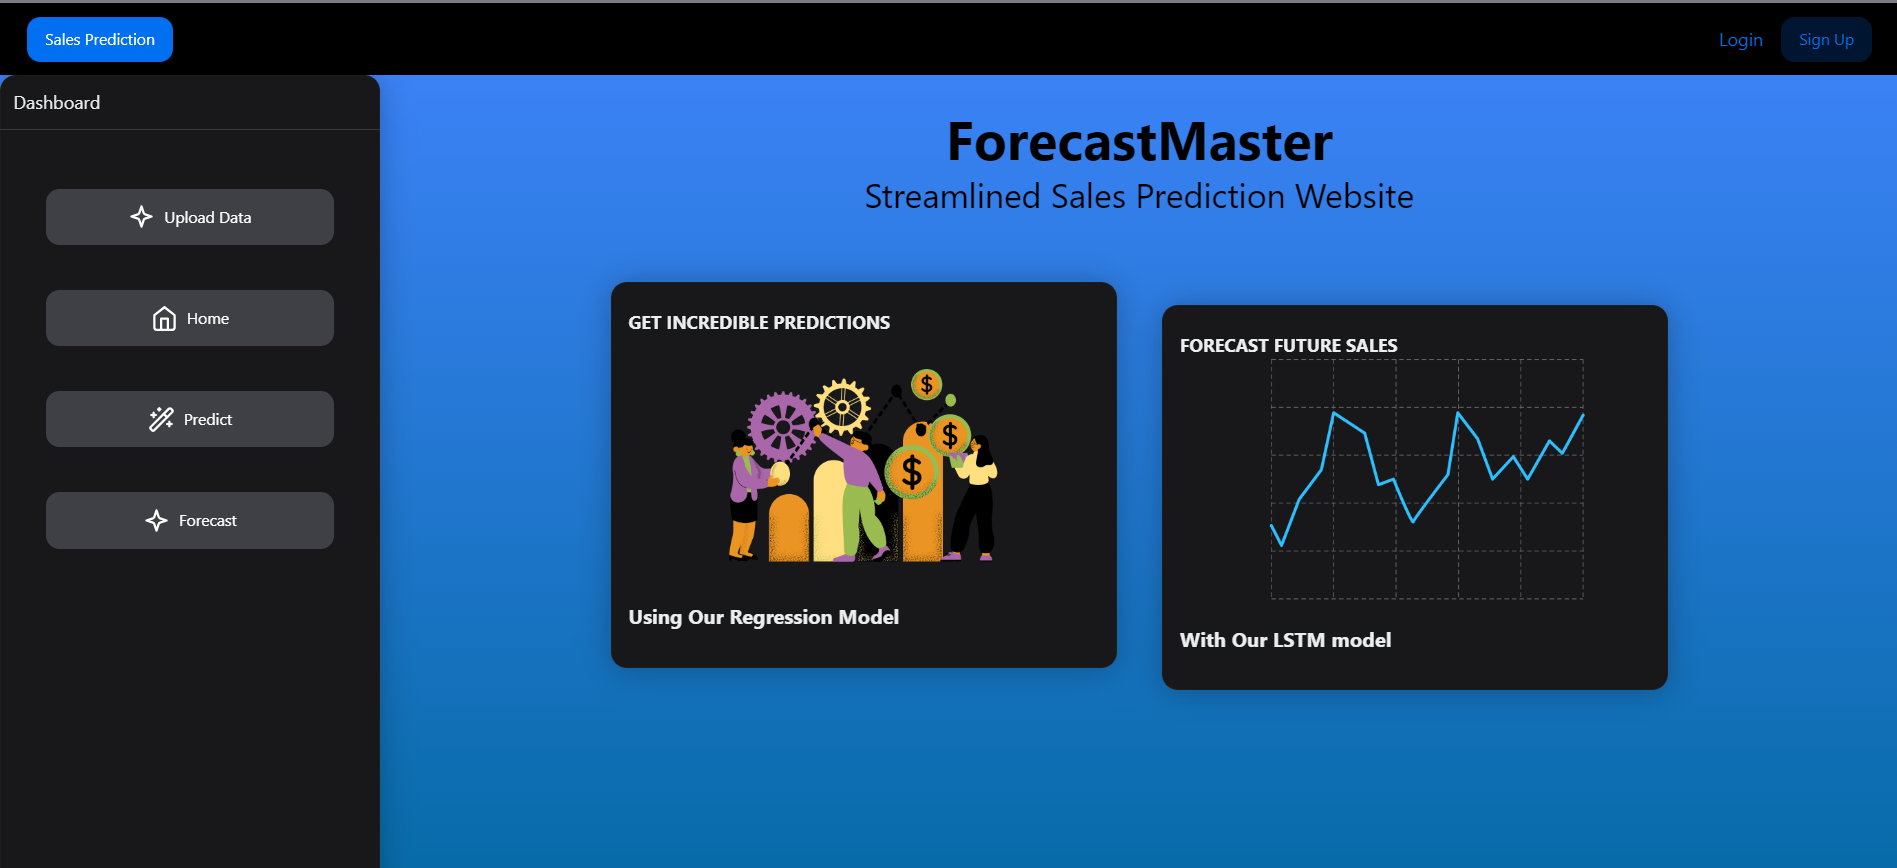 Sales Prediction
Login
Sign Up
Dashboard
Upload Data
Home
Predict
Forecast
ForecastMaster
Streamlined Sales Prediction Website
GET INCREDIBLE PREDICTIONS
$
$
$
Using Our Regression Model
FORECAST FUTURE SALES
With Our LSTM model